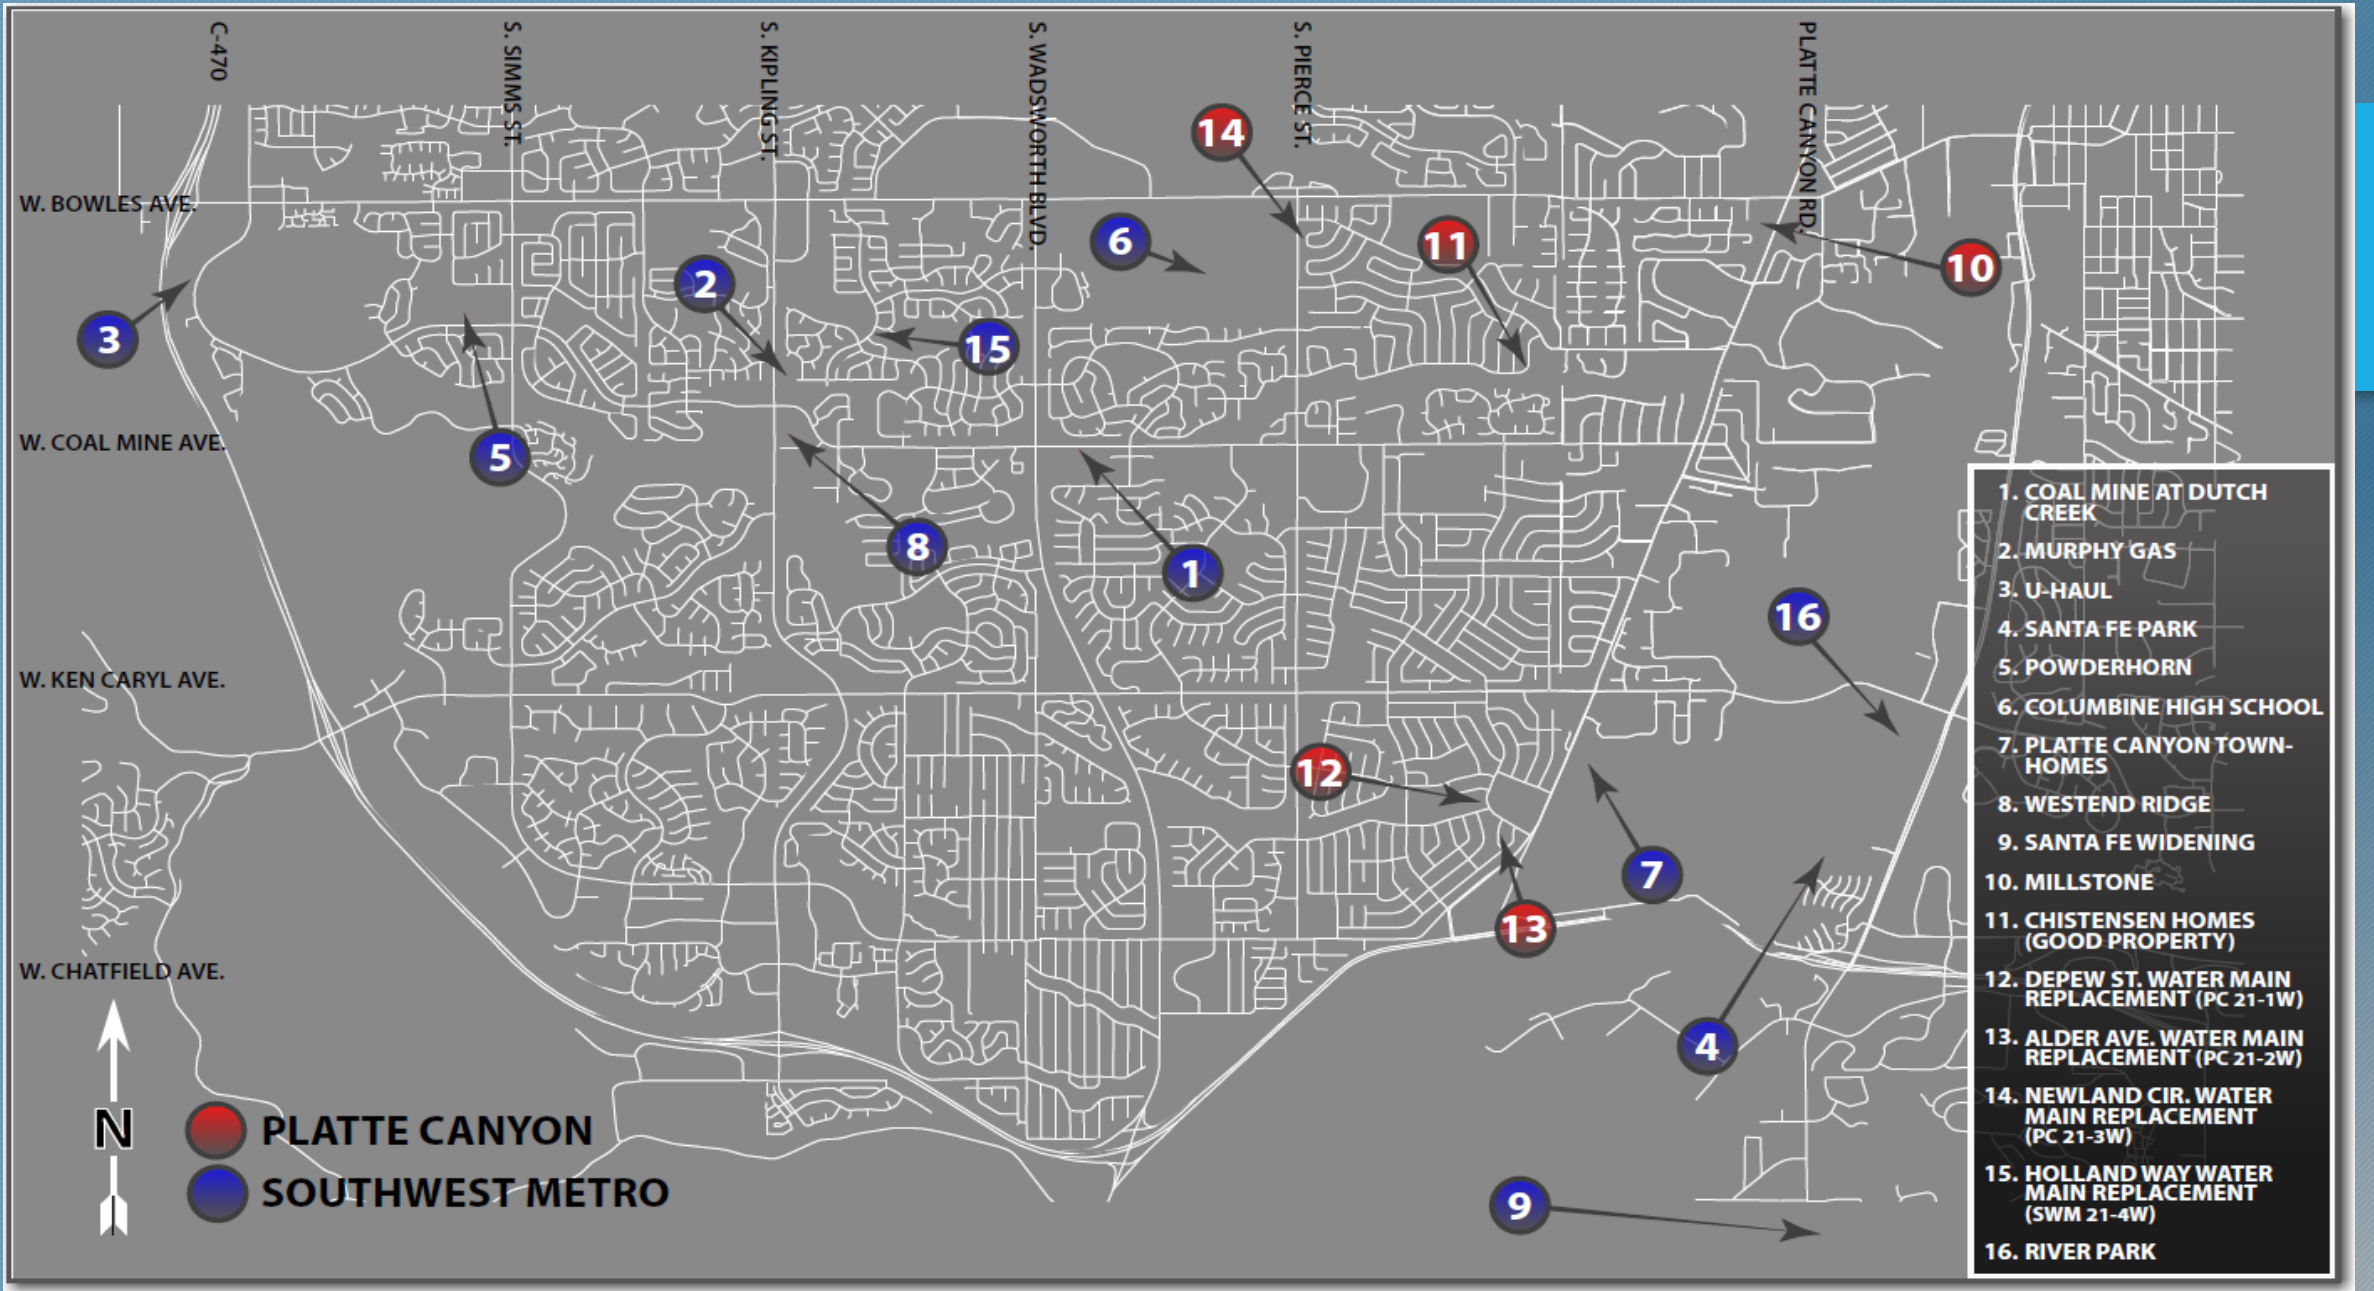 C-470
S. SIMMS ST.
S. KIPLING ST.
S. WADSWORTH BLVD.
S. PIERCE ST.
PLATTE CANYON RD.
14
W. BOWLES AVE.
6
11
10
2
3
15
W. COAL MINE AVE.
5
8
1
16
W. KEN CARYL AVE.
12
7
13
W. CHATFIELD AVE.
4
N
PLATTE CANYON
SOUTHWEST METRO
9
1. COAL MINE AT DUTCH
CREEK
2. MURPHY GAS
3. U-HAUL
4. SANTA FE PARK
5. POWDERHORN
6. COLUMBINE HIGH SCHOOL
7. PLATTE CANYON TOWN-
HOMES
8. WESTEND RIDGE
9. SANTA FE WIDENING
10. MILLSTONE
11. CHISTENSEN HOMES
(GOOD PROPERTY)
12. DEPEW ST. WATER MAIN
REPLACEMENT (PC 21-1W)
13. ALDER AVE. WATER MAIN
REPLACEMENT (PC 21-2W)
14. NEWLAND CIR. WATER
MAIN REPLACEMENT
(PC 21-3W)
15. HOLLAND WAY WATER
MAIN REPLACEMENT
(SWM 21-4W)
16. RIVER PARK